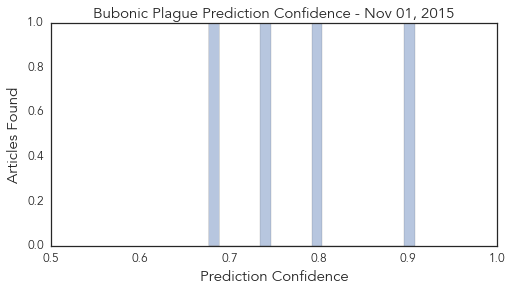 Bubonic Plague Prediction Confidence - Nov 01, 2015
1.0
0.8
0.6
0.4
0.2
0.0
Articles Found
0.5 0.6 0.7 0.8 0.9 1.0
Prediction Confidence